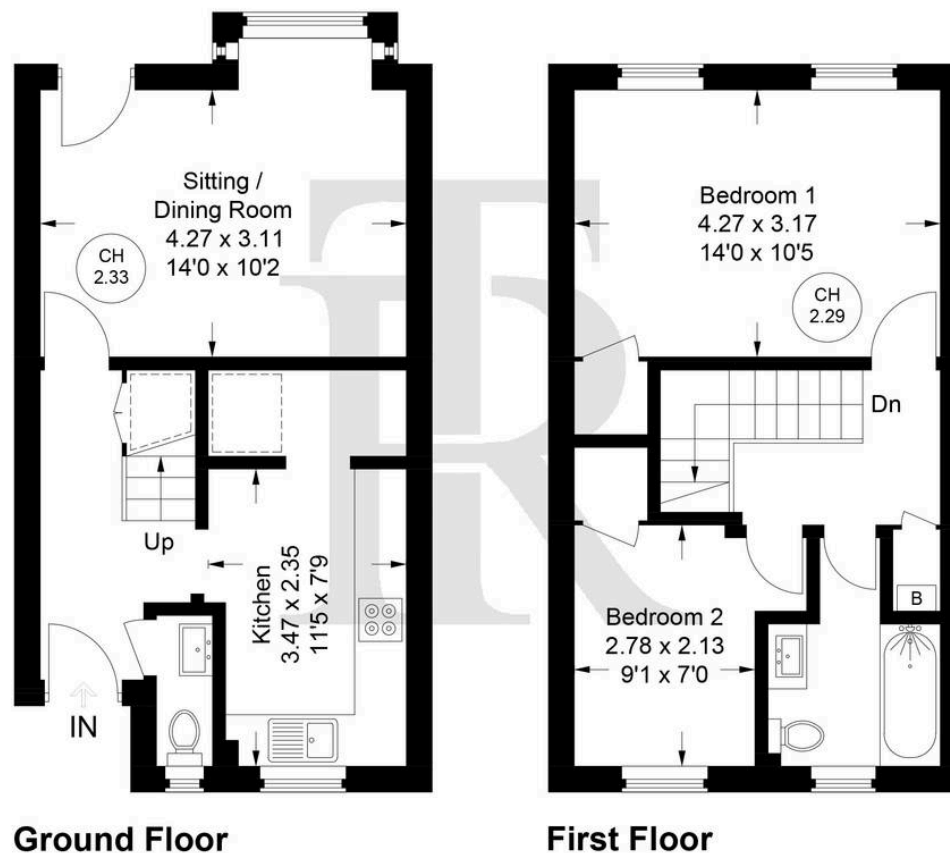 Sitting /
Dining Room
4.27 x 3.11
14'0 x 10'2
CH
2.33
Up
Kitchen
3.47 x 2.35
11'5 x 7'9
IN
Ground Floor
Bedroom 1
4.27 x 3.17
14'0 x 10'5
CH
2.29
Dn
Bedroom 2
2.78 x 2.13
9'1 x 7'0
B
First Floor
TR